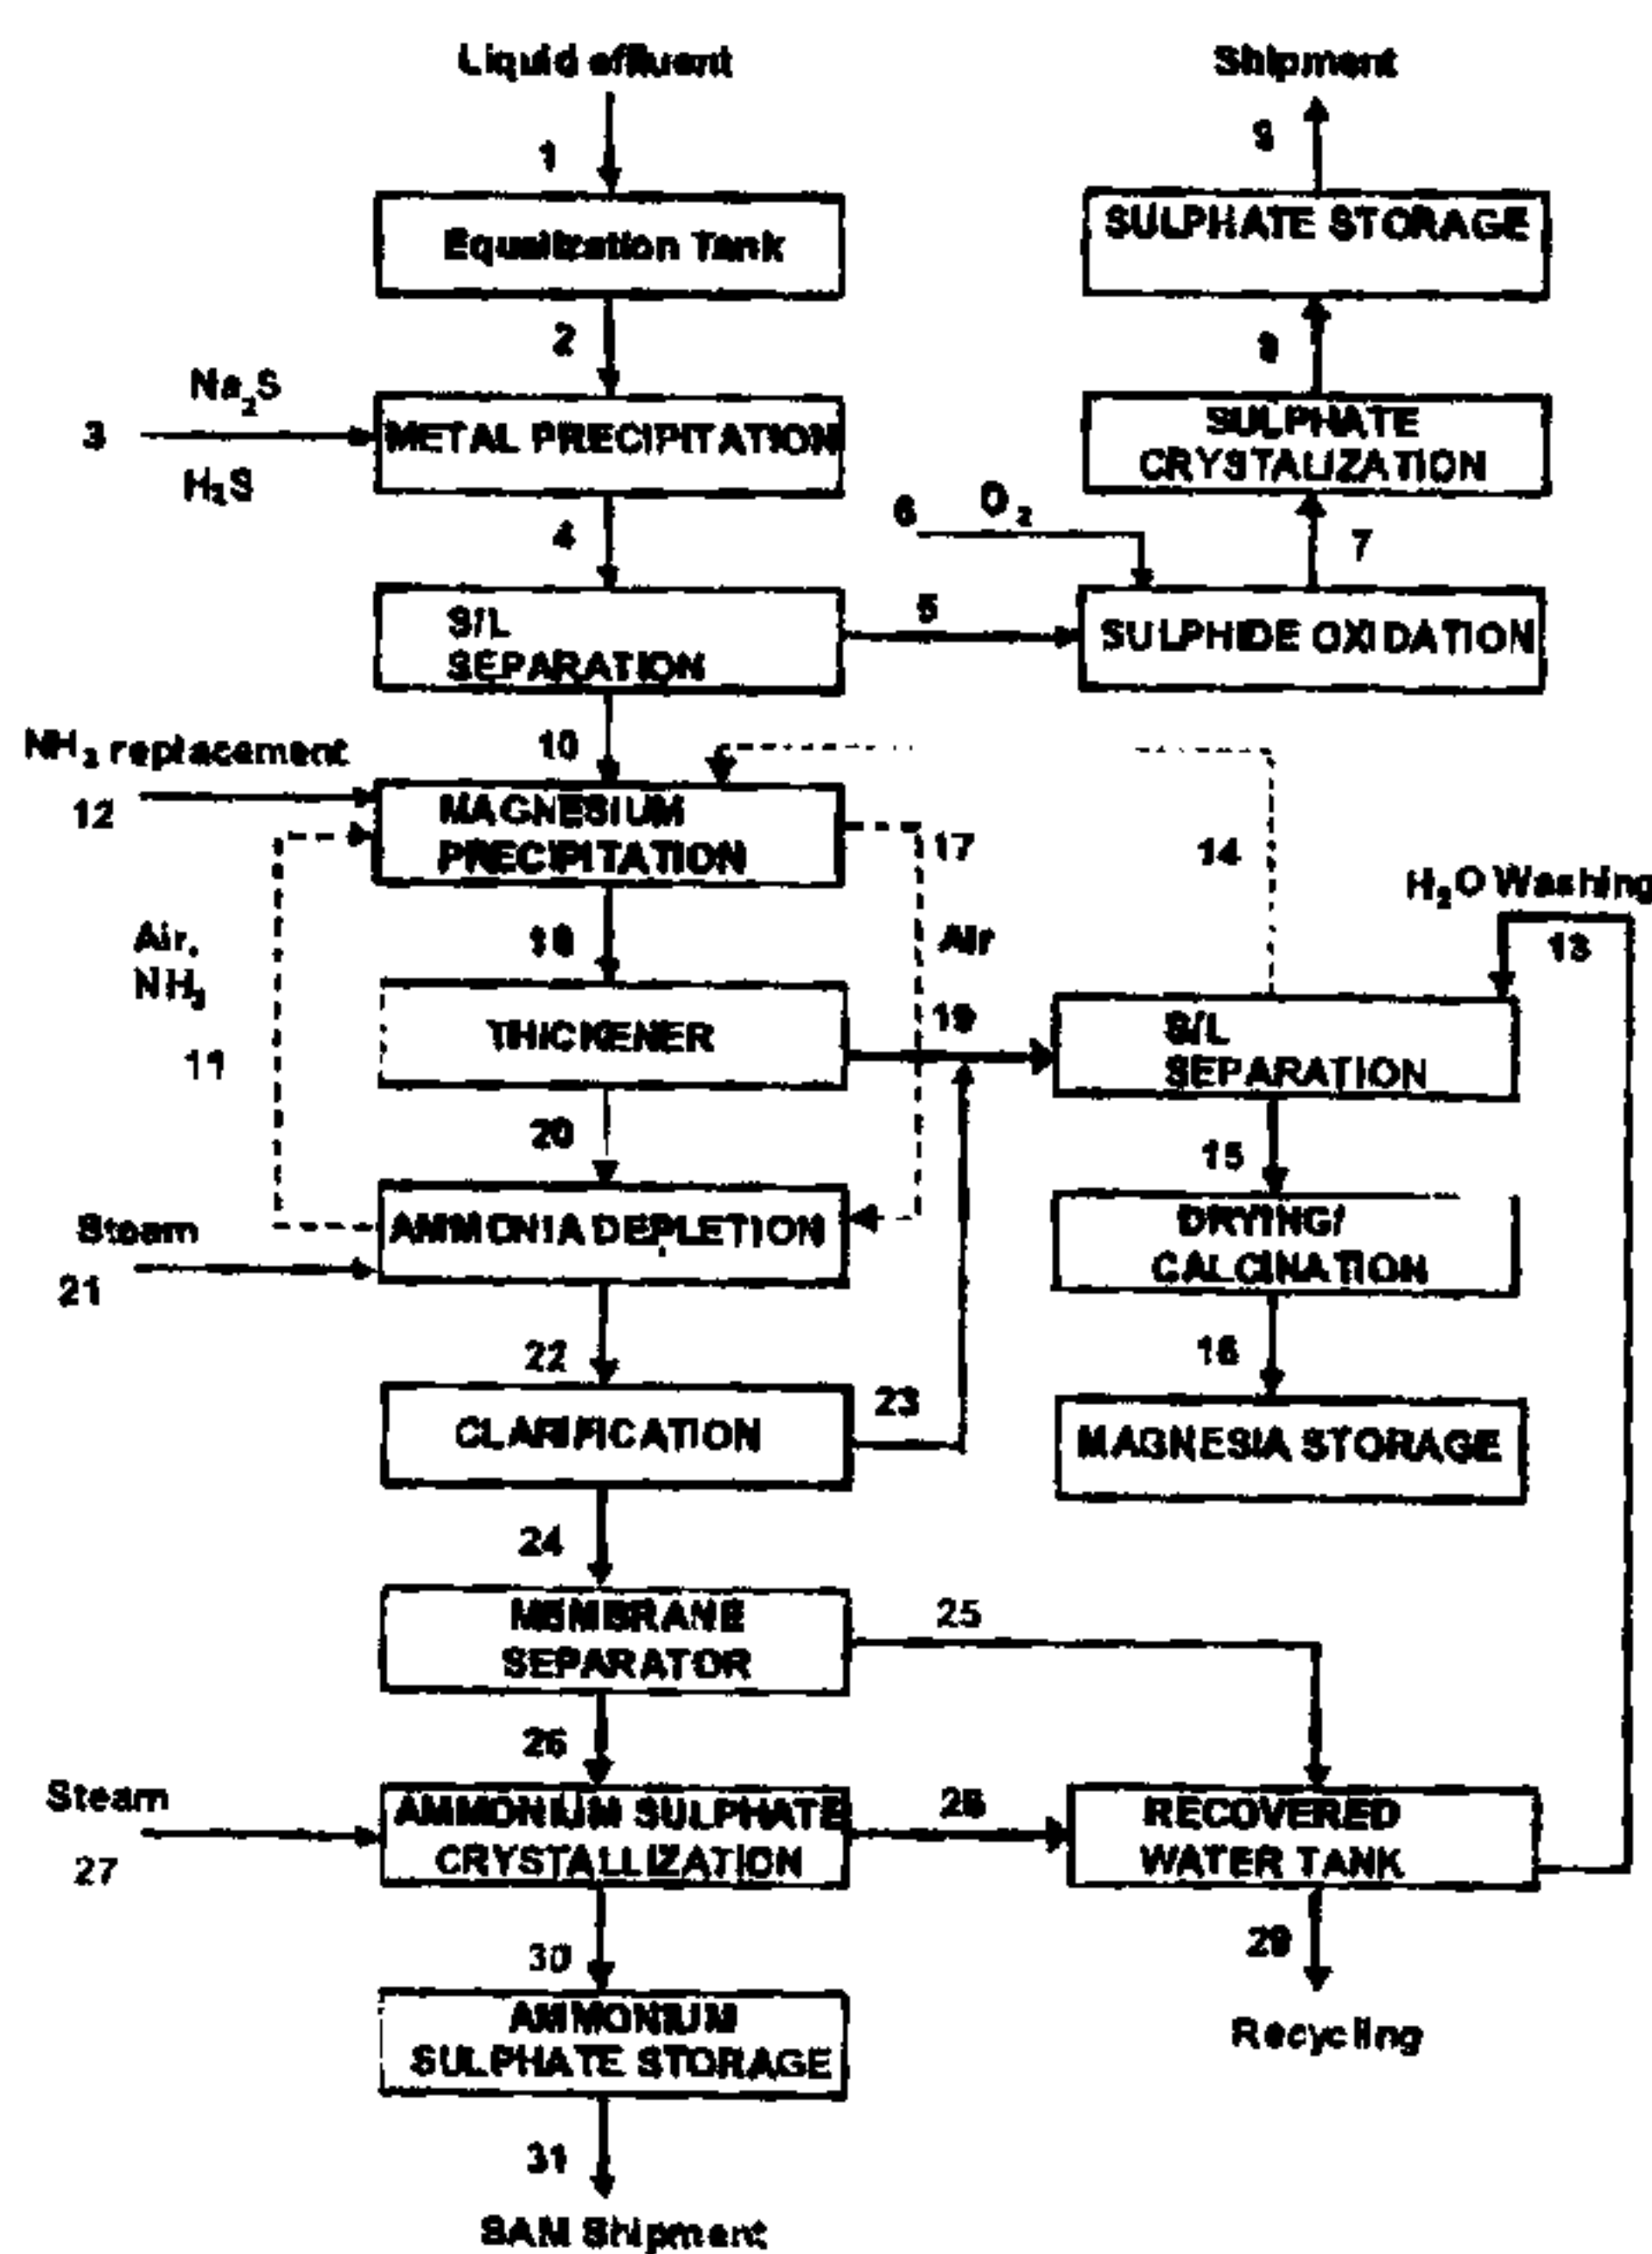 Liquid effluent
1
Equalization Tank
2
Na2S
3
H2S
METAL PRECIPITATION
4
S/L
SEPARATION
5
6
O2
SULPHIDE OXIDATION
7
SULPHATE
CRYSTALIZATION
8
SULPHATE STORAGE
9
Shipment
10
NH3 replacement
12
MAGNESIUM
PRECIPITATION
17
Air
14
Air,
NH3
11
18
THICKENER
19
H2O Washing
13
S/L
SEPARATION
20
15
Steam
21
AMMONIA DEPLETION
DRYING/
CALCINATION
22
16
CLARIFICATION
23
MAGNESIA STORAGE
24
MEMBRANE
SEPARATOR
25
26
Steam
27
AMMONIUM SULPHATE
CRYSTALLIZATION
28
RECOVERED
WATER TANK
29
Recycling
30
AMMONIUM
SULPHATE STORAGE
31
SAM Shipment